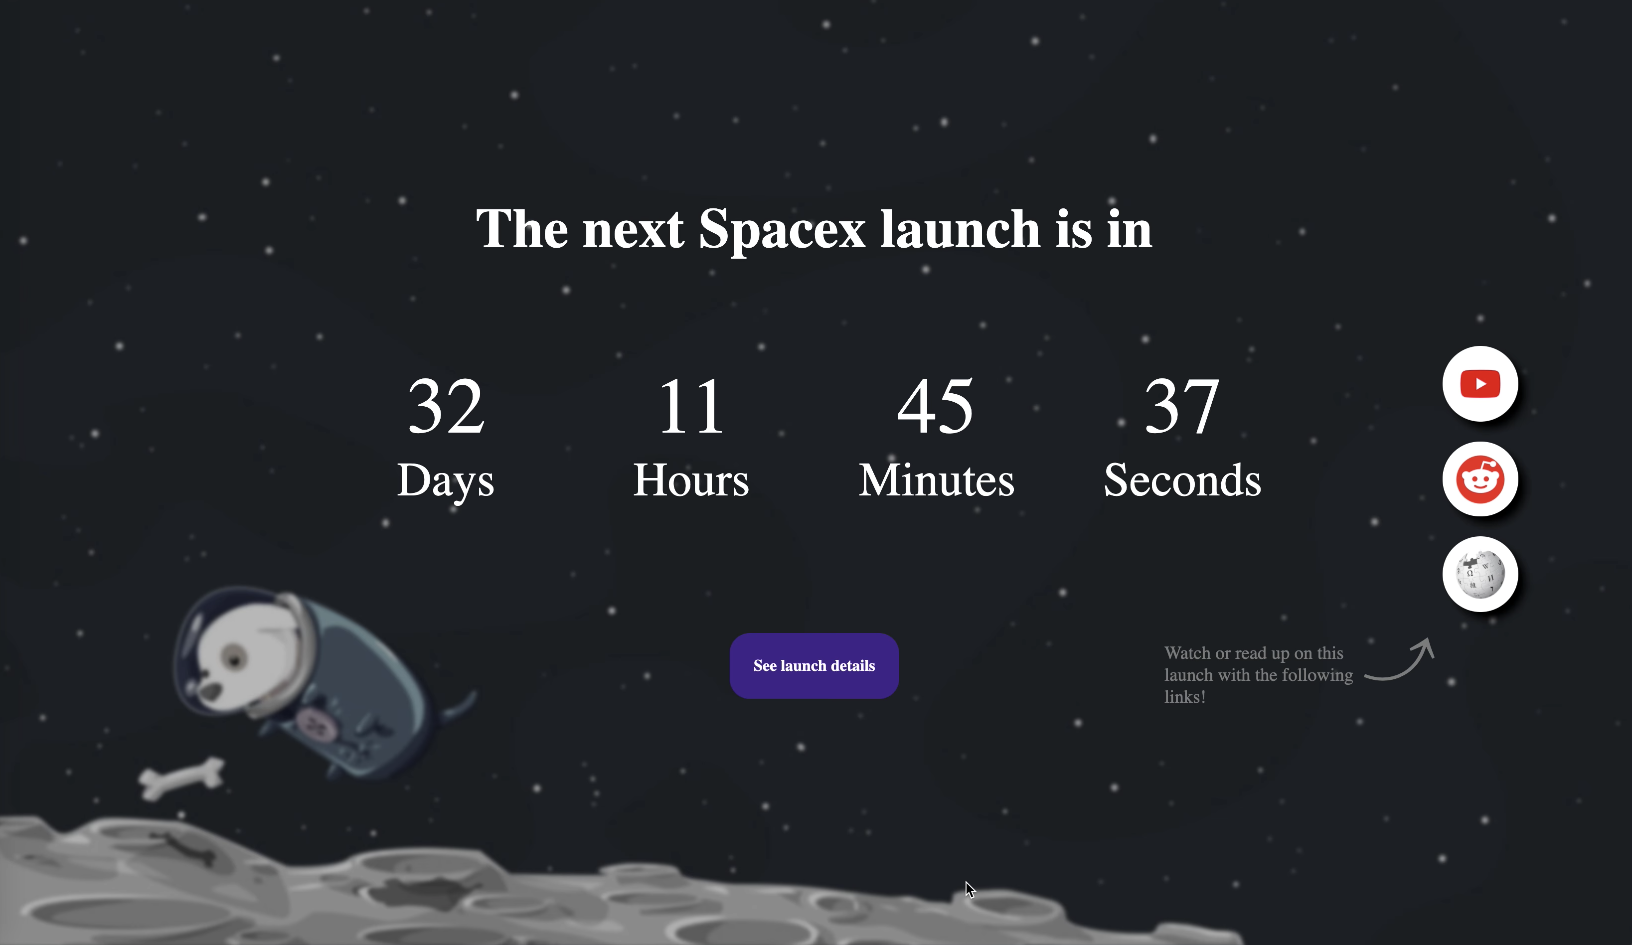 The next Spacex launch is in
32 11 45 37
Days Hours Minutes Seconds
See launch details
Watch or read up on this
launch with the following
links!